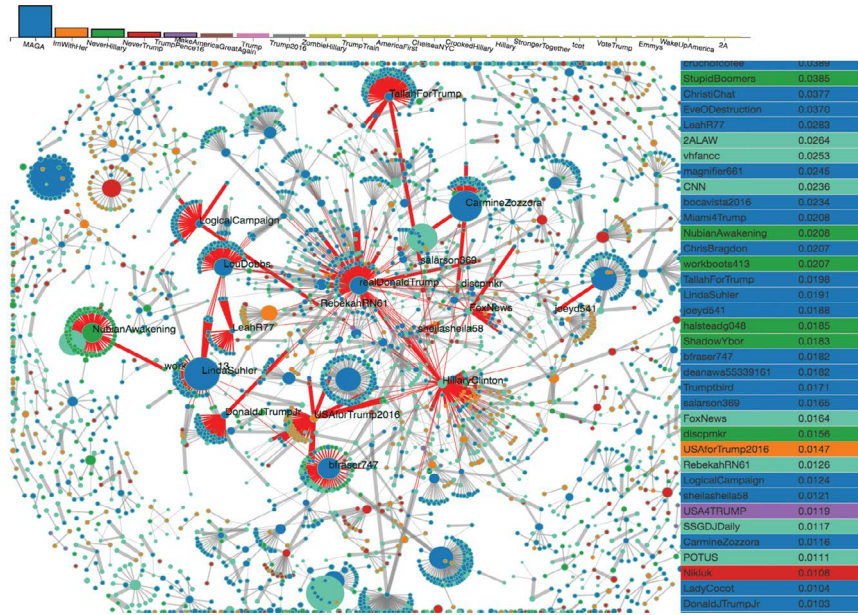 MAGA
ImWithHer
NeverHillary
NeverTrump
TrumpPence16
MakeAmericaGreatAgain
Trump
Trump2016
ZombieHillary
TrumpTrain
AmericaFirst
ChelseaNYC
CrookedHillary
Hillary
StrongerTogether
tcot
VoteTrump
Emmys
WakeUpAmerica
2A
TallahForTrump
LogicalCampaign
CarmineZozzora
LouDobbs
salarson369
realDonaldTrump
discpmkr
RebekahRN61
FoxNews
joeyd541
NubianAwakening
LeahR77
sheilasheila58
work
LindaSuhler
HillaryClinton
DonaldJTrumpJr
USAforTrump2016
bfraser747
0.0389
StupidBoomers 0.0385
ChristiChat 0.0377
EveODestruction 0.0370
LeahR77 0.0283
2ALAW 0.0264
vhfancc 0.0253
magnifier661 0.0245
CNN 0.0236
bocavista2016 0.0234
Miami4Trump 0.0208
NubianAwakening 0.0208
ChrisBragdon 0.0207
workboots413 0.0207
TallahForTrump 0.0198
LindaSuhler 0.0191
joeyd541 0.0188
halsteadg048 0.0185
ShadowYbor 0.0183
bfraser747 0.0182
deanawa55339161 0.0182
Trumptbird 0.0171
salarson369 0.0165
FoxNews 0.0164
discpmkr 0.0156
USAforTrump2016 0.0147
RebekahRN61 0.0126
LogicalCampaign 0.0124
sheilasheila58 0.0121
USA4TRUMP 0.0119
SSGDJDaily 0.0117
CarmineZozzora 0.0116
POTUS 0.0111
Nikluk 0.0108
LadyCocot 0.0104
DonaldJTrumpJr 0.0103